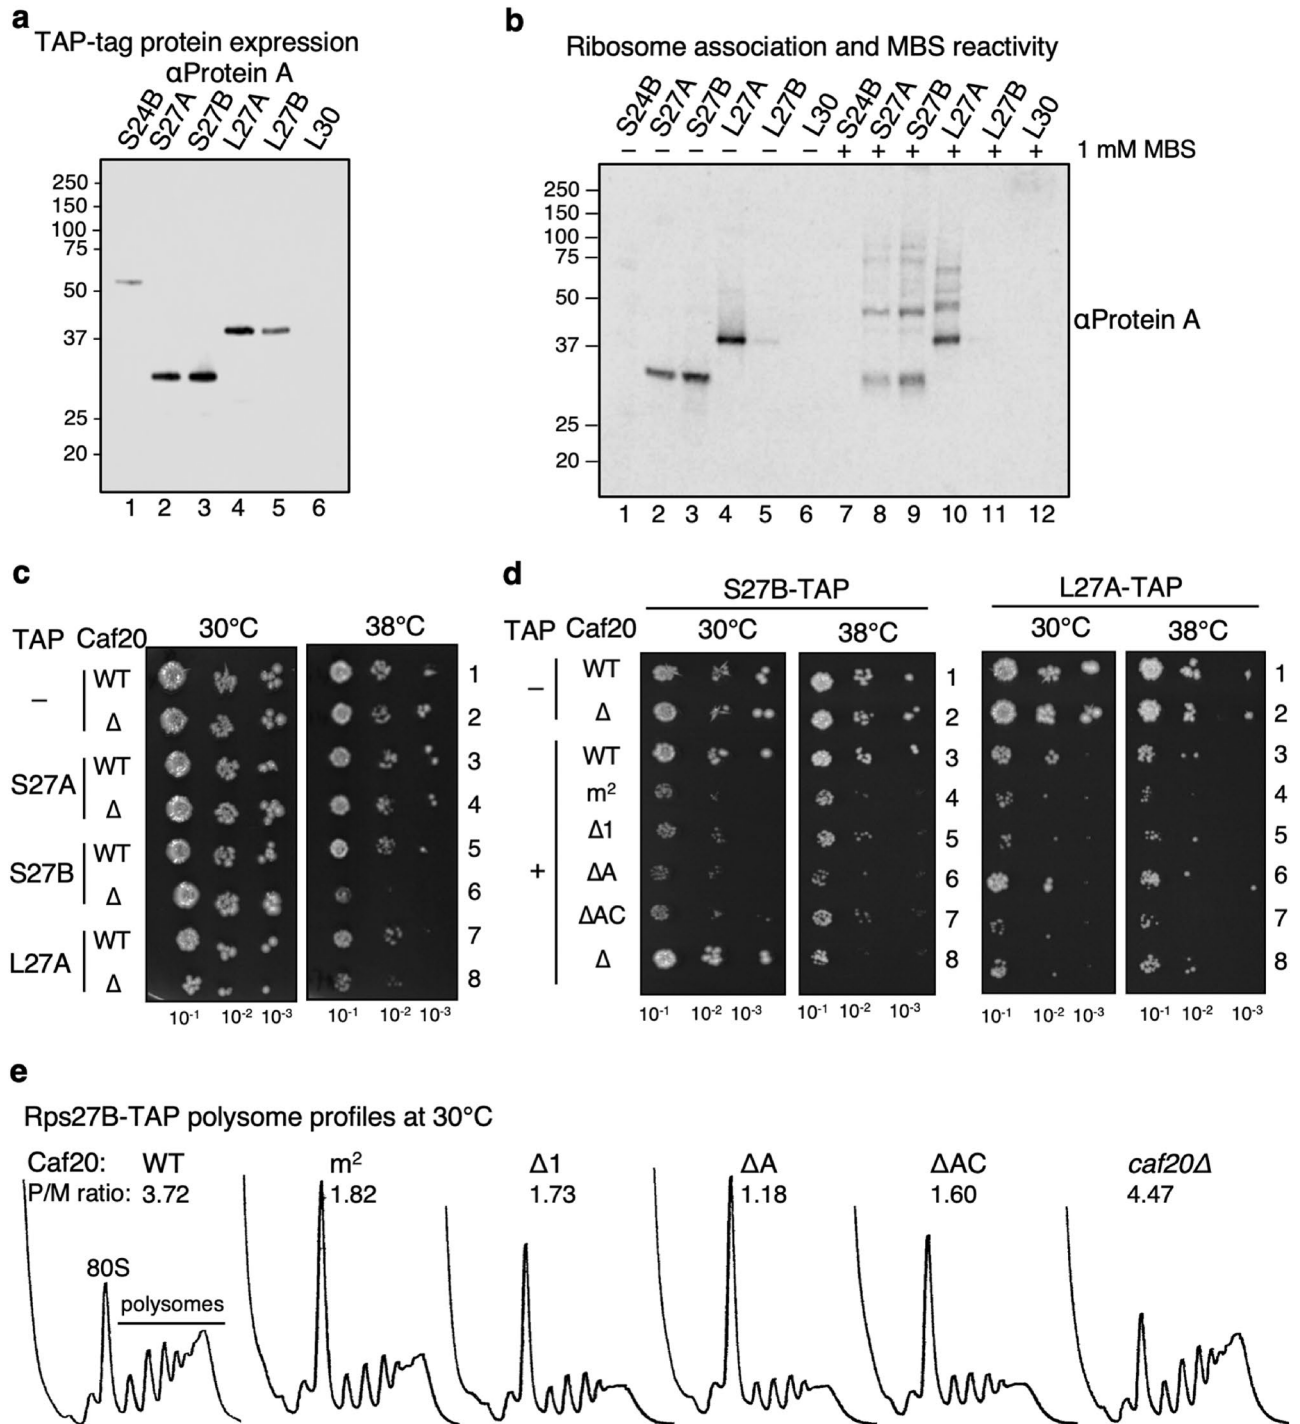 a
TAP-tag protein expression
αProtein A
S24B S27A S27B L27A L27B L30
250
150
100
75
50
37
25
20
1 2 3 4 5 6
b
Ribosome association and MBS reactivity
S24B S27A S27B L27A L27B L30 S24B S27A S27B L27A L27B L30
– – – – – – + + + + + + 1 mM MBS
250
150
100
75
50
37
25
20
αProtein A
1 2 3 4 5 6 7 8 9 10 11 12
c
TAP Caf20 30°C 38°C
– WT 1
Δ 2
S27A WT 3
Δ 4
S27B WT 5
Δ 6
L27A WT 7
Δ 8
10-1 10-2 10-3 10-1 10-2 10-3
d
S27B-TAP L27A-TAP
TAP Caf20 30°C 38°C 30°C 38°C
– WT 1 1
Δ 2 2
+ WT 3 3
m2 4 4
Δ1 5 5
ΔA 6 6
ΔAC 7 7
Δ 8 8
10-1 10-2 10-3 10-1 10-2 10-3 10-1 10-2 10-3 10-1 10-2 10-3
e
Rps27B-TAP polysome profiles at 30°C
Caf20: WT m2 Δ1 ΔA ΔAC caf20Δ
P/M ratio: 3.72 1.82 1.73 1.18 1.60 4.47
80S
polysomes